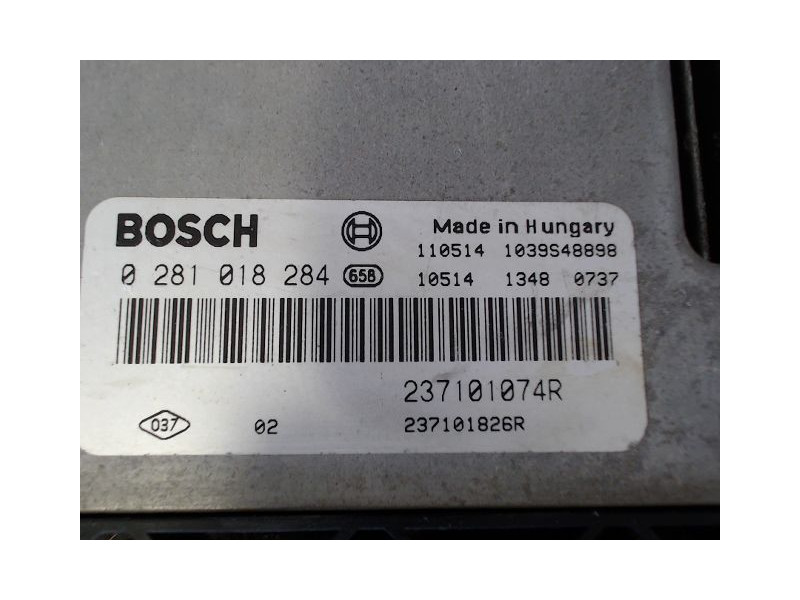 BOSCH
Made in Hungary
110514 1039S48898
0 281 018 284 658
10514 1348 0737
237101074R
037 02 237101826R